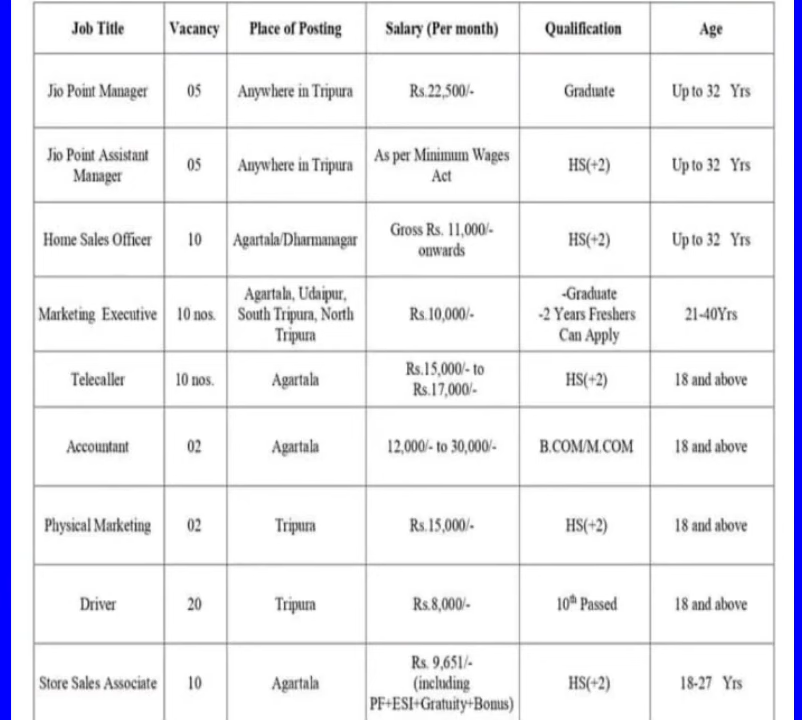 Job Title Vacancy Place of Posting Salary (Per month) Qualification Age
Jio Point Manager 05 Anywhere in Tripura Rs.22,500/- Graduate Up to 32 Yrs
Jio Point Assistant
Manager 05 Anywhere in Tripura As per Minimum Wages
Act HS(+2) Up to 32 Yrs
Home Sales Officer 10 Agartala/Dharmanagar Gross Rs. 11,000/-
onwards HS(+2) Up to 32 Yrs
Marketing Executive 10 nos. Agartala, Udaipur,
South Tripura, North
Tripura Rs.10,000/- -Graduate
-2 Years Freshers
Can Apply 21-40Yrs
Telecaller 10 nos. Agartala Rs.15,000/- to
Rs.17,000/- HS(+2) 18 and above
Accountant 02 Agartala 12,000/- to 30,000/- B.COM/M.COM 18 and above
Physical Marketing 02 Tripura Rs.15,000/- HS(+2) 18 and above
Driver 20 Tripura Rs.8,000/- 10th Passed 18 and above
Store Sales Associate 10 Agartala Rs. 9,651/-
(including
PF+ESI+Gratuity+Bonus) HS(+2) 18-27 Yrs